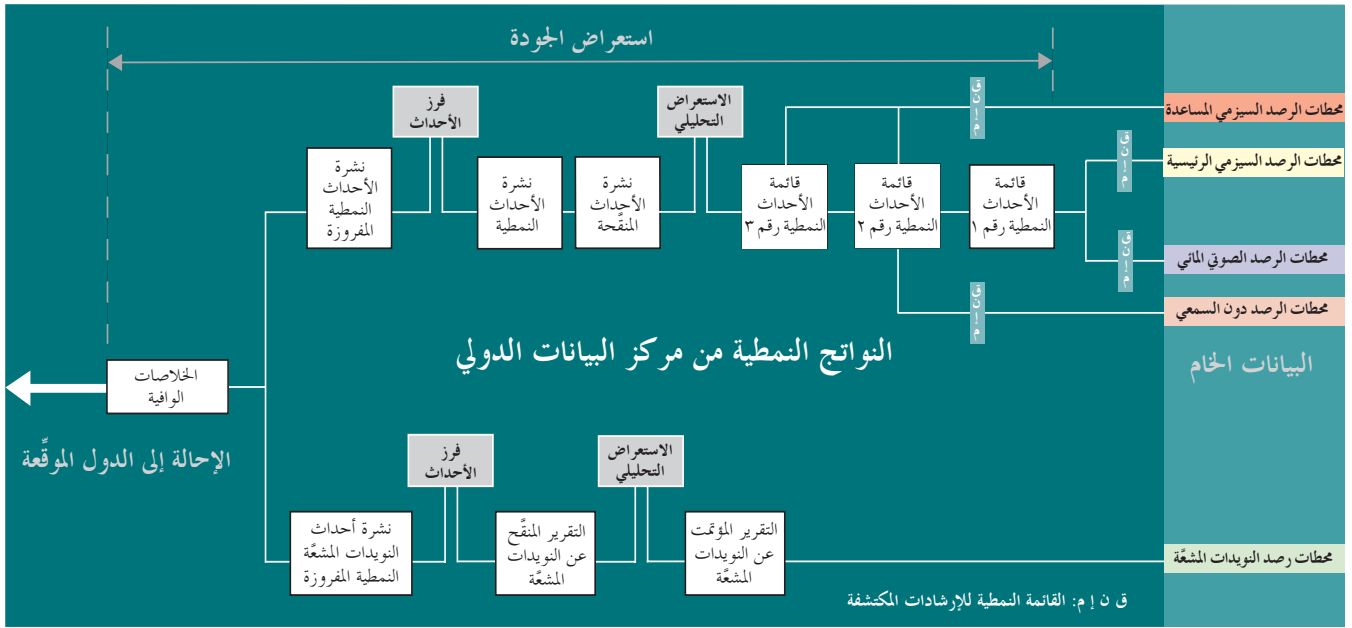 استعراض الجودة
محطات الرصد السيزمي المساعدة
محطات الرصد السيزمي الرئيسية
محطات الرصد الصوتي المائي
محطات الرصد دون السمعي
البيانات الخام
محطات رصد النويدات المشعَّة
ق ن إ م
ق ن إ م
ق ن إ م
ق ن إ م
قائمة
الأحداث
النمطية رقم ١
قائمة
الأحداث
النمطية رقم ٢
قائمة
الأحداث
النمطية رقم ٣
الاستعراض
التحليلي
نشرة
الأحداث
المنقَّحة
نشرة
الأحداث
النمطية
فرز
الأحداث
نشرة
الأحداث
النمطية
المفروزة
النواتج النمطية من مركز البيانات الدولي
الخلاصات
الوافية
الإحالة إلى الدول الموقِّعة
التقرير المؤتمت
عن النويدات
المشعَّة
الاستعراض
التحليلي
التقرير المنقَّح
عن النويدات
المشعَّة
فرز
الأحداث
نشرة أحداث
النويدات المشعَّة
النمطية المفروزة
ق ن إ م: القائمة النمطية للإرشادات المكتشفة